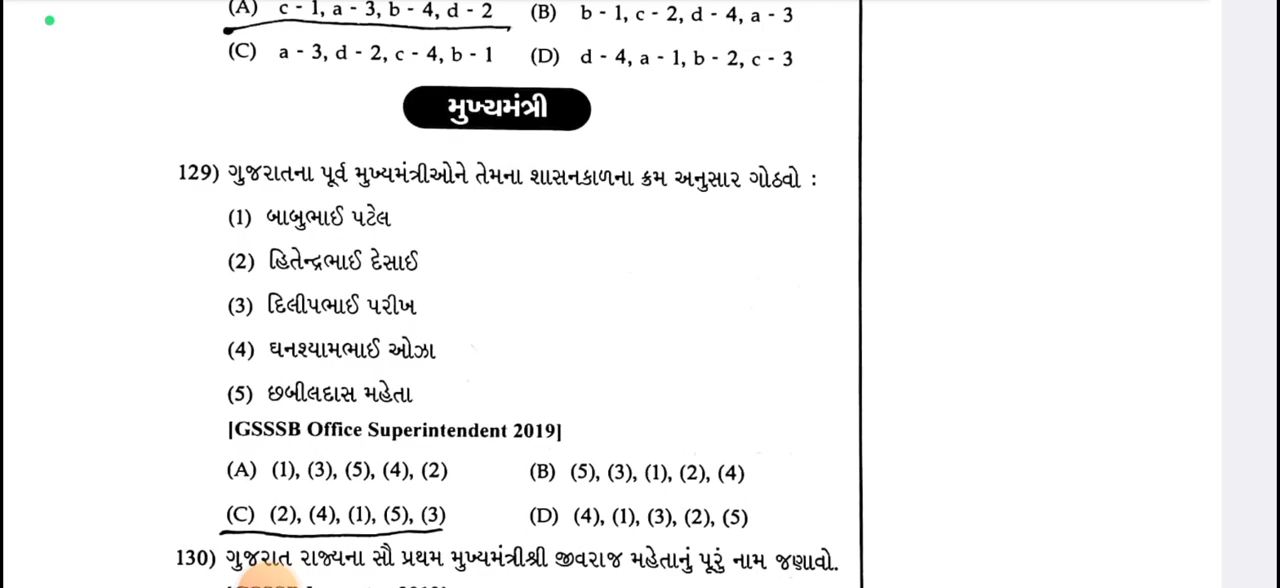 (A) c - 1, a - 3, b - 4, d - 2 (B) b - 1, c - 2, d - 4, a - 3
(C) a - 3, d - 2, c - 4, b - 1 (D) d - 4, a - 1, b - 2, c - 3
મુખ્યમંત્રી
129) ગુજરાતના પૂર્વ મુખ્યમંત્રીઓને તેમના શાસનકાળના ક્રમ અનુસાર ગોઠવો :
(1) બાબુભાઈ પટેલ
(2) હિતેન્દ્રભાઈ દેસાઈ
(3) દિલીપભાઈ પરીખ
(4) ઘનશ્યામભાઈ ઓઝા
(5) છબીલદાસ મહેતા
[GSSSB Office Superintendent 2019]
(A) (1), (3), (5), (4), (2) (B) (5), (3), (1), (2), (4)
(C) (2), (4), (1), (5), (3) (D) (4), (1), (3), (2), (5)
130) ગુજરાત રાજ્યના સૌ પ્રથમ મુખ્યમંત્રીશ્રી જીવરાજ મહેતાનું પૂરું નામ જણાવો.